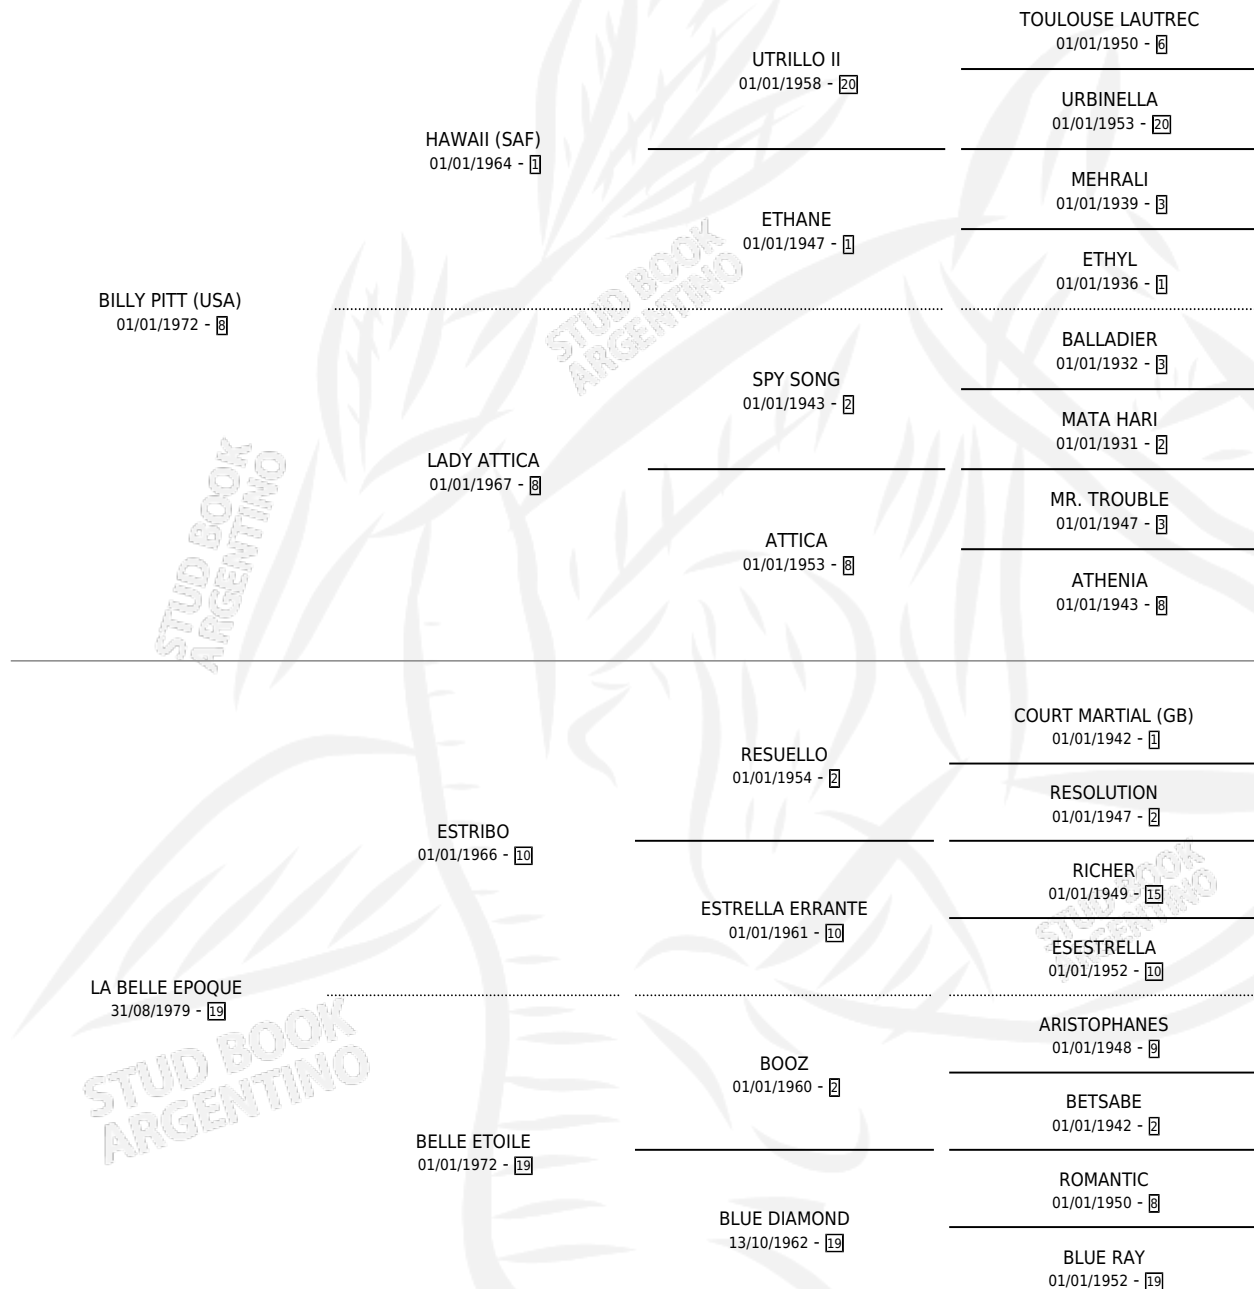 TOULOUSE LAUTREC
01/01/1950 - 6
UTRILLO II
01/01/1958 - 20
URBINELLA
01/01/1953 - 20
HAWAII (SAF)
01/01/1964 - 1
MEHRALI
01/01/1939 - 3
ETHANE
01/01/1947 - 1
ETHYL
01/01/1936 - 1
BILLY PITT (USA)
01/01/1972 - 8
STUD BOOK
ARGENTINO
BALLADIER
01/01/1932 - 3
SPY SONG
01/01/1943 - 2
MATA HARI
01/01/1931 - 2
LADY ATTICA
01/01/1967 - 8
MR. TROUBLE
01/01/1947 - 3
ATTICA
01/01/1953 - 8
ATHENIA
01/01/1943 - 8
STUD BOOK
ARGENTINO
COURT MARTIAL (GB)
01/01/1942 - 1
RESUELLO
01/01/1954 - 2
RESOLUTION
01/01/1947 - 2
ESTRIBO
01/01/1966 - 10
RICHER
01/01/1949 - 15
ESTRELLA ERRANTE
01/01/1961 - 10
ESESTRELLA
01/01/1952 - 10
STUD BOOK
ARGENTINO
LA BELLE EPOQUE
31/08/1979 - 19
ARISTOPHANES
01/01/1948 - 9
BOOZ
01/01/1960 - 2
BETSABE
01/01/1942 - 2
STUD BOOK
ARGENTINO
BELLE ETOILE
01/01/1972 - 19
ROMANTIC
01/01/1950 - 8
BLUE DIAMOND
13/10/1962 - 19
BLUE RAY
01/01/1952 - 19